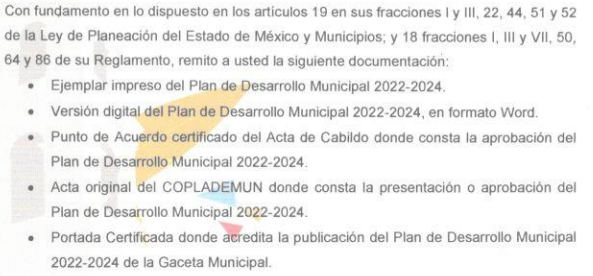 Con fundamento en lo dispuesto en los artículos 19 en sus fracciones I y III, 22, 44, 51 y 52
de la Ley de Planeación del Estado de México y Municipios; y 18 fracciones I, III y VII, 50,
64 y 86 de su Reglamento, remito a usted la siguiente documentación:
• Ejemplar impreso del Plan de Desarrollo Municipal 2022-2024.
• Versión digital del Plan de Desarrollo Municipal 2022-2024, en formato Word.
• Punto de Acuerdo certificado del Acta de Cabildo donde consta la aprobación del
Plan de Desarrollo Municipal 2022-2024.
• Acta original del COPLADEMUN donde consta la presentación o aprobación del
Plan de Desarrollo Municipal 2022-2024.
• Portada Certificada donde acredita la publicación del Plan de Desarrollo Municipal
2022-2024 de la Gaceta Municipal.